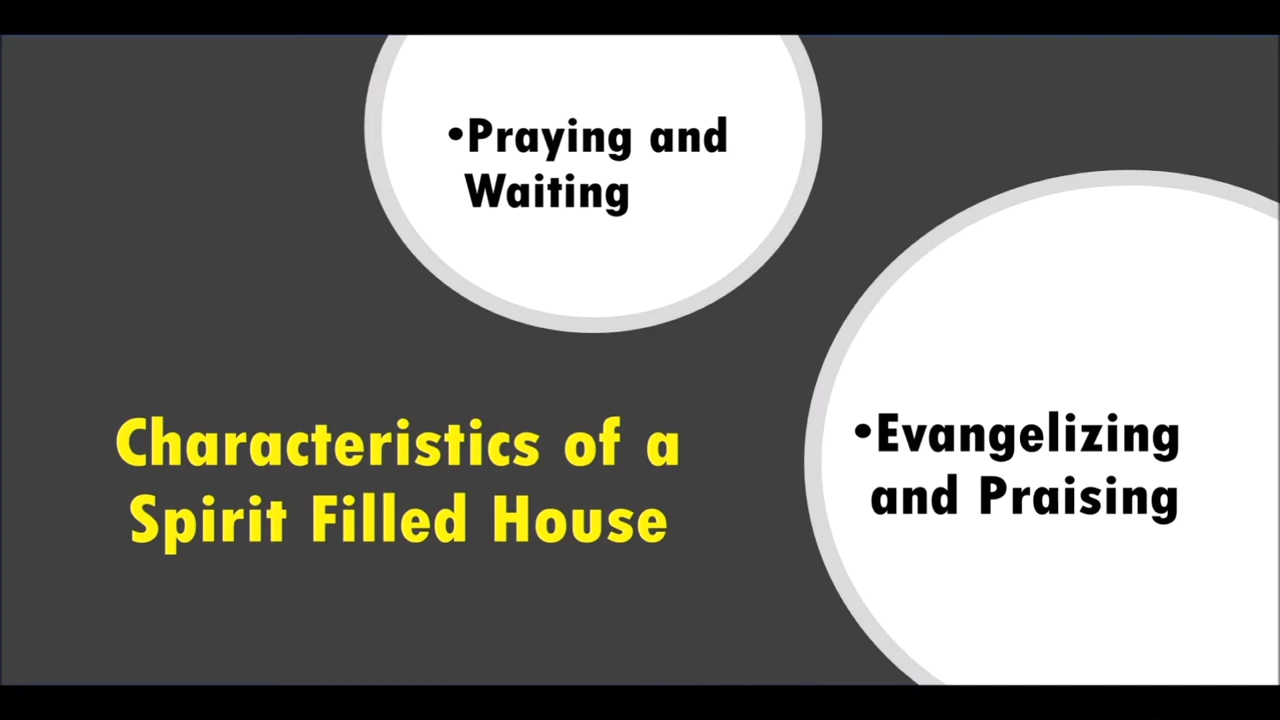 •Praying and
Waiting
Characteristics of a
Spirit Filled House
•Evangelizing
and Praising